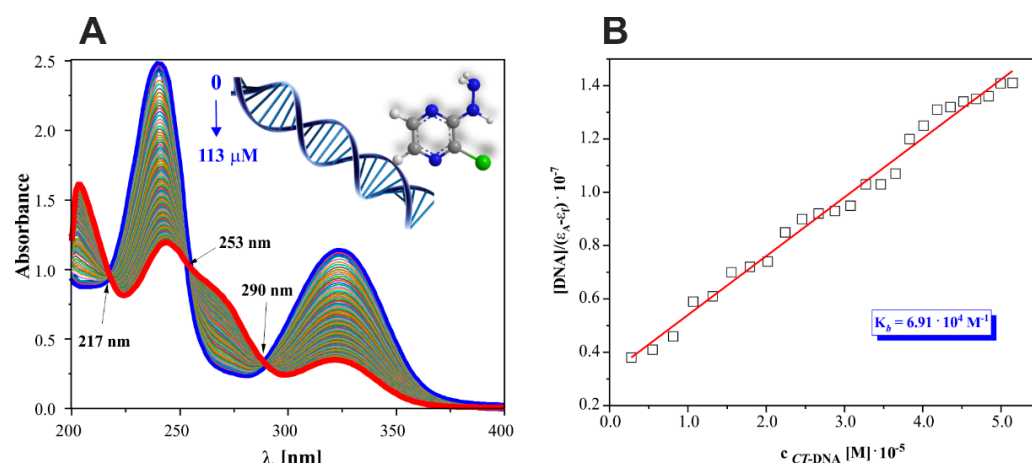 A
B
Absorbance
2.5
2.0
1.5
1.0
0.5
0.0
200
250
300
350
400
λ [nm]
0
113 μM
217 nm
253 nm
290 nm
[DNA]/(εA-εf) · 10-7
1.4
1.2
1.0
0.8
0.6
0.4
0.2
0.0
1.0
2.0
3.0
4.0
5.0
c CT-DNA [M] · 10-5
Kb = 6.91 · 104 M-1